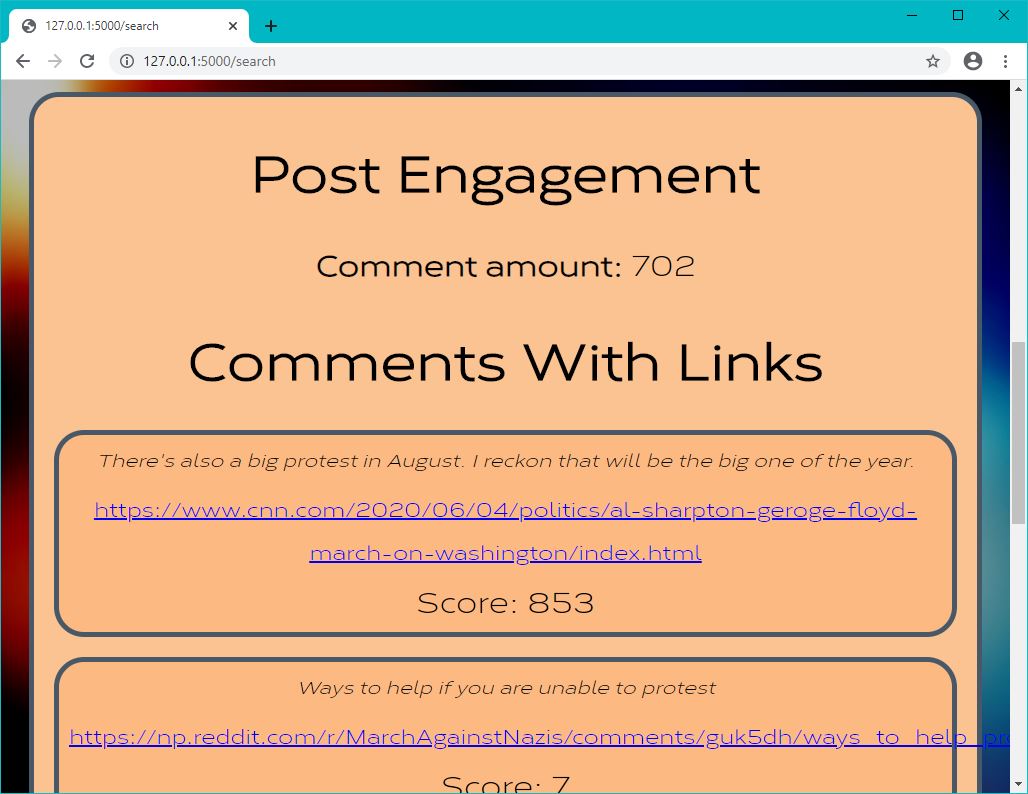 127.0.0.1:5000/search
127.0.0.1:5000/search
Post Engagement
Comment amount: 702
Comments With Links
There's also a big protest in August. I reckon that will be the big one of the year.
https://www.cnn.com/2020/06/04/politics/al-sharpton-geroge-floyd-
march-on-washington/index.html
Score: 853
Ways to help if you are unable to protest
https://np.reddit.com/r/MarchAgainstNazis/comments/guk5dh/ways_to_help_pro
Score: 7